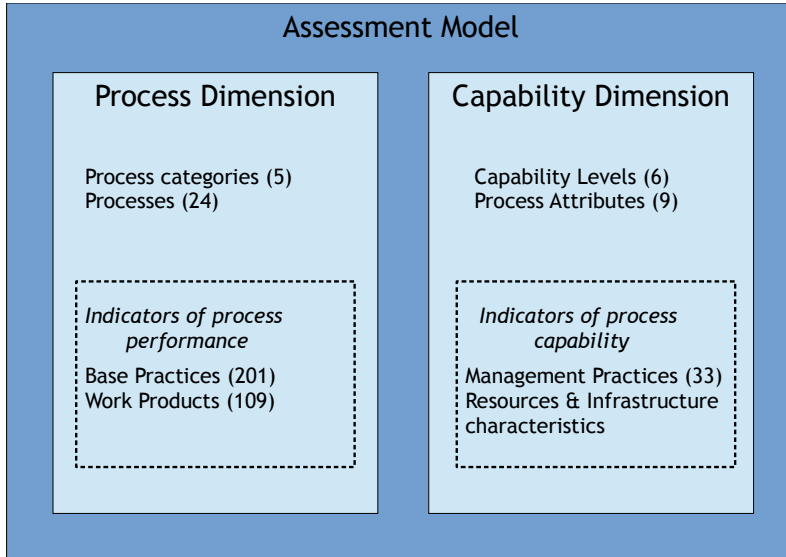 Assessment Model
Process Dimension
Process categories (5)
Processes (24)
Indicators of process
performance
Base Practices (201)
Work Products (109)
Capability Dimension
Capability Levels (6)
Process Attributes (9)
Indicators of process
capability
Management Practices (33)
Resources & Infrastructure
characteristics